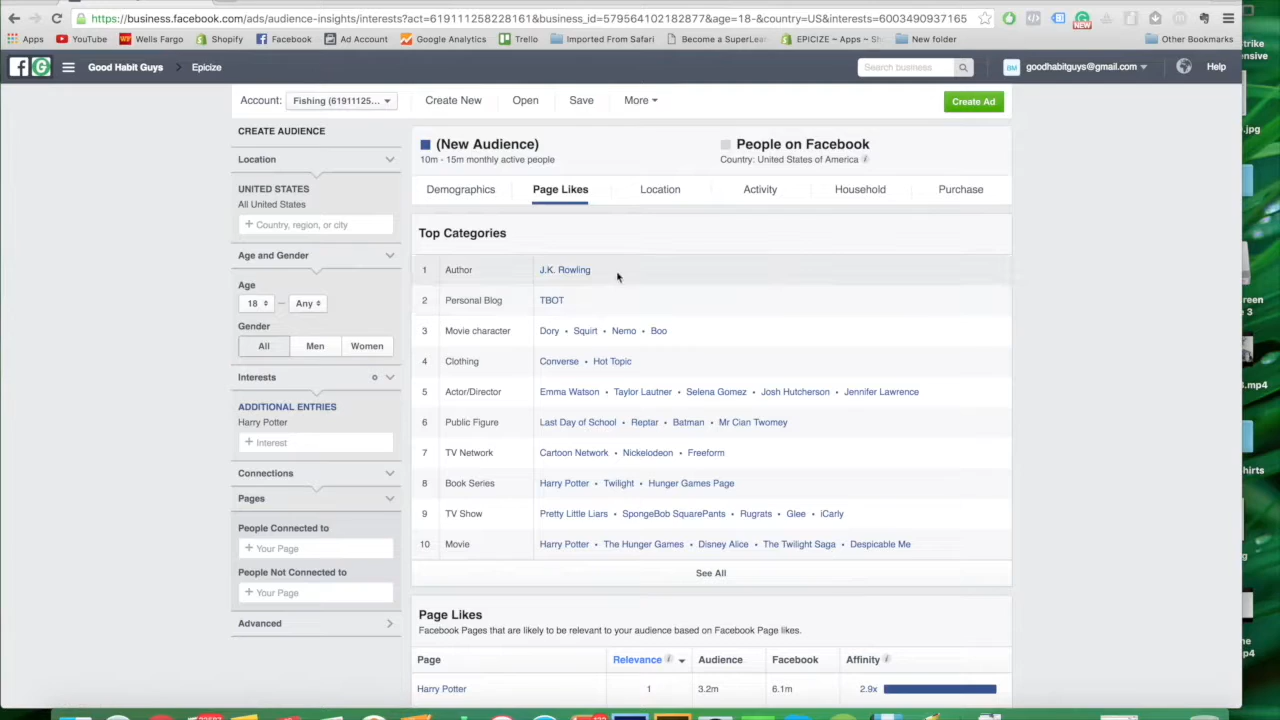 https://business.facebook.com/ads/audience-insights/interests?act=619111258228161&business_id=579564102182877&age=18-&country=US&interests=6003490937165
NEW
Apps YouTube Wells Fargo Shopify Facebook Ad Accounts Google Analytics Trello Imported From Safari Become a SuperLea EPICIZE ~ Apps ~ Sh New folder Other Bookmarks
Good Habit Guys > Epicize Search business BM goodhabitguys@gmail.com Help
Account: Fishing (61911125... Create New Open Save More Create Ad
CREATE AUDIENCE
Location
UNITED STATES
All United States
+ Country, region, or city
Age and Gender
Age
18 — Any
Gender
All Men Women
Interests 0
ADDITIONAL ENTRIES
Harry Potter
+ Interest
Connections
Pages
People Connected to
+ Your Page
People Not Connected to
+ Your Page
Advanced
(New Audience)
10m - 15m monthly active people
People on Facebook
Country: United States of America
Demographics Page Likes Location Activity Household Purchase
Top Categories
1 Author J.K. Rowling
2 Personal Blog TBOT
3 Movie character Dory • Squirt • Nemo • Boo
4 Clothing Converse • Hot Topic
5 Actor/Director Emma Watson • Taylor Lautner • Selena Gomez • Josh Hutcherson • Jennifer Lawrence
6 Public Figure Last Day of School • Reptar • Batman • Mr Cian Twomey
7 TV Network Cartoon Network • Nickelodeon • Freeform
8 Book Series Harry Potter • Twilight • Hunger Games Page
9 TV Show Pretty Little Liars • SpongeBob SquarePants • Rugrats • Glee • iCarly
10 Movie Harry Potter • The Hunger Games • Disney Alice • The Twilight Saga • Despicable Me
See All
Page Likes
Facebook Pages that are likely to be relevant to your audience based on Facebook Page likes.
Page Relevance Audience Facebook Affinity
Harry Potter 1 3.2m 6.1m 2.9x